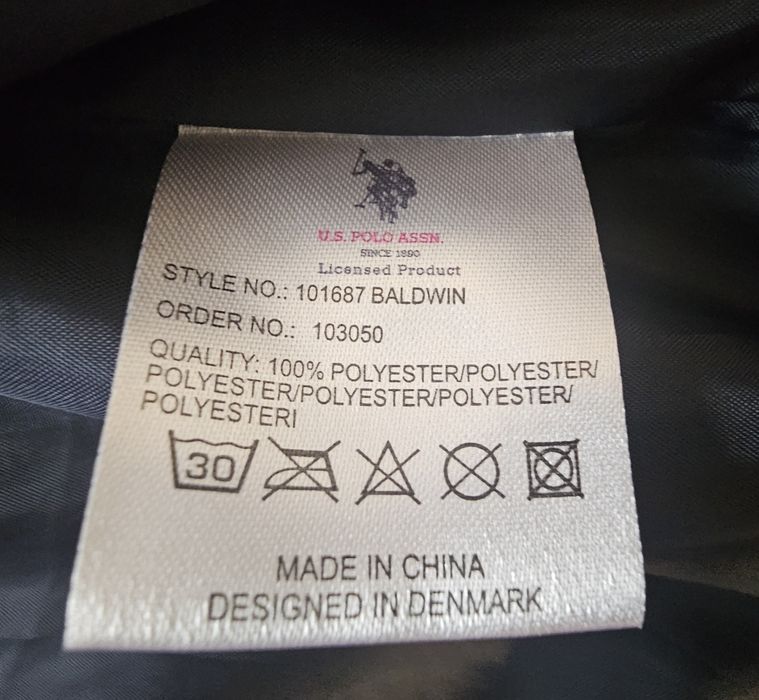 U.S. POLO ASSN.
SINCE 1890
Licensed Product
STYLE NO.: 101687 BALDWIN
ORDER NO.: 103050
QUALITY: 100% POLYESTER/POLYESTER/
POLYESTER/POLYESTER/POLYESTER/
POLYESTERI
30
MADE IN CHINA
DESIGNED IN DENMARK